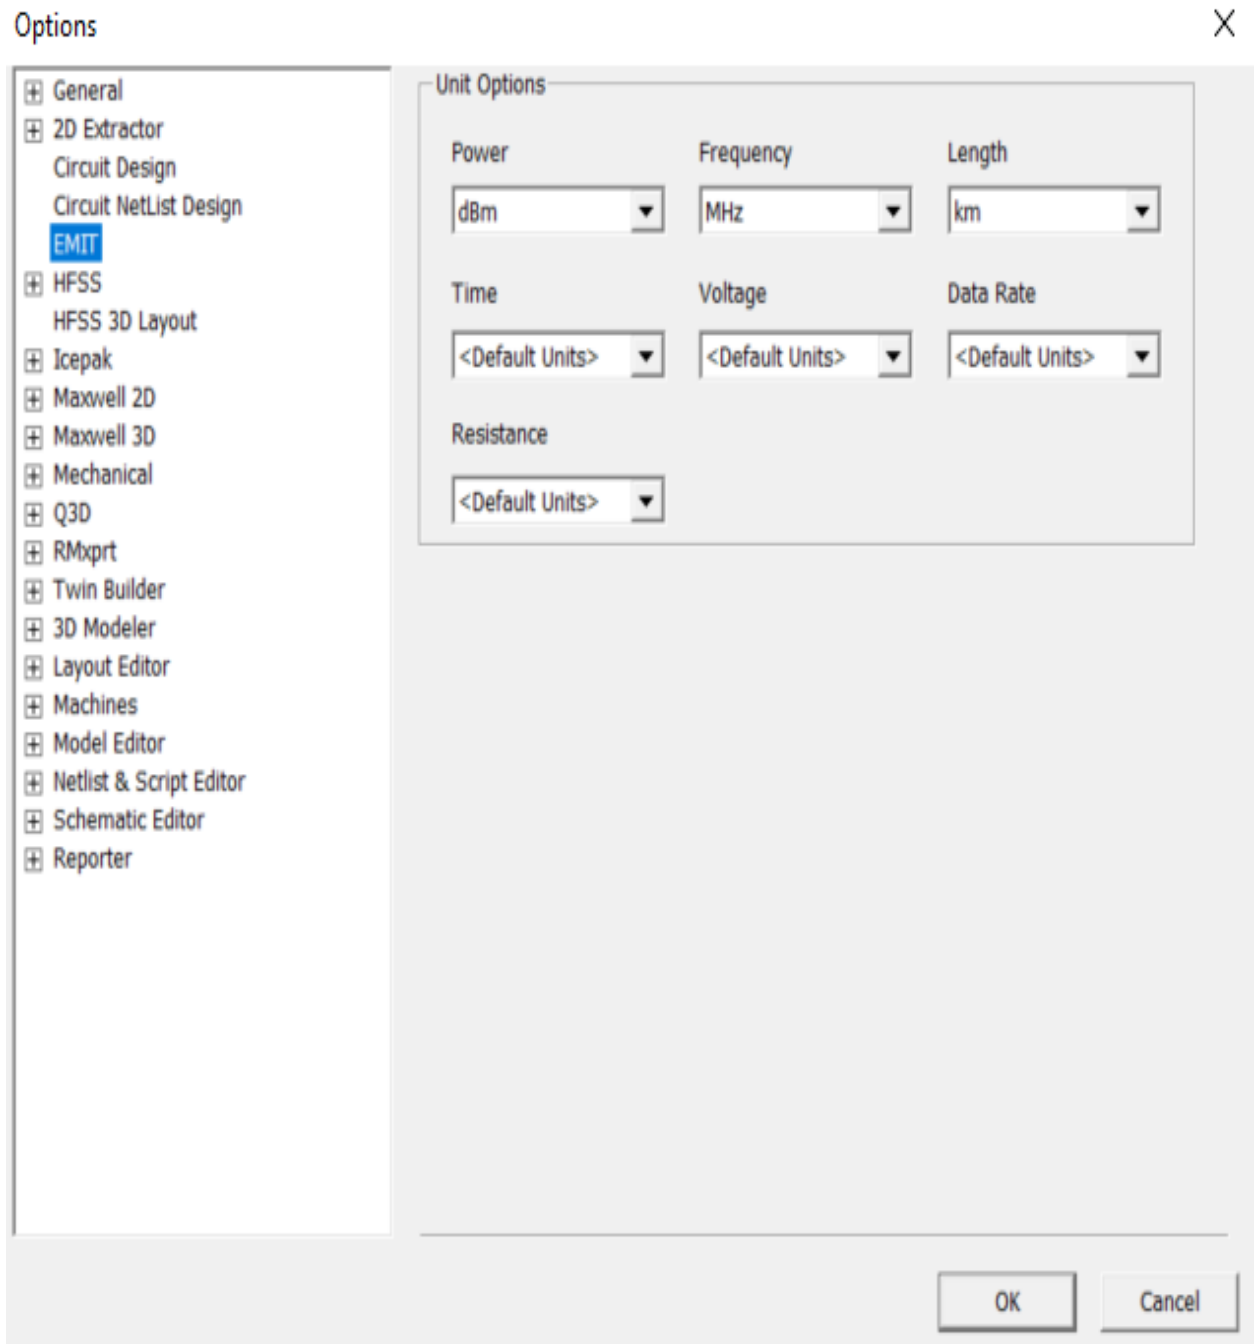 Options
General
2D Extractor
Circuit Design
Circuit NetList Design
EMIT
HFSS
HFSS 3D Layout
Icepak
Maxwell 2D
Maxwell 3D
Mechanical
Q3D
RMxprt
Twin Builder
3D Modeler
Layout Editor
Machines
Model Editor
Netlist & Script Editor
Schematic Editor
Reporter
Unit Options
Power Frequency Length
dBm MHz km
Time Voltage Data Rate
<Default Units> <Default Units> <Default Units>
Resistance
<Default Units>
OK Cancel